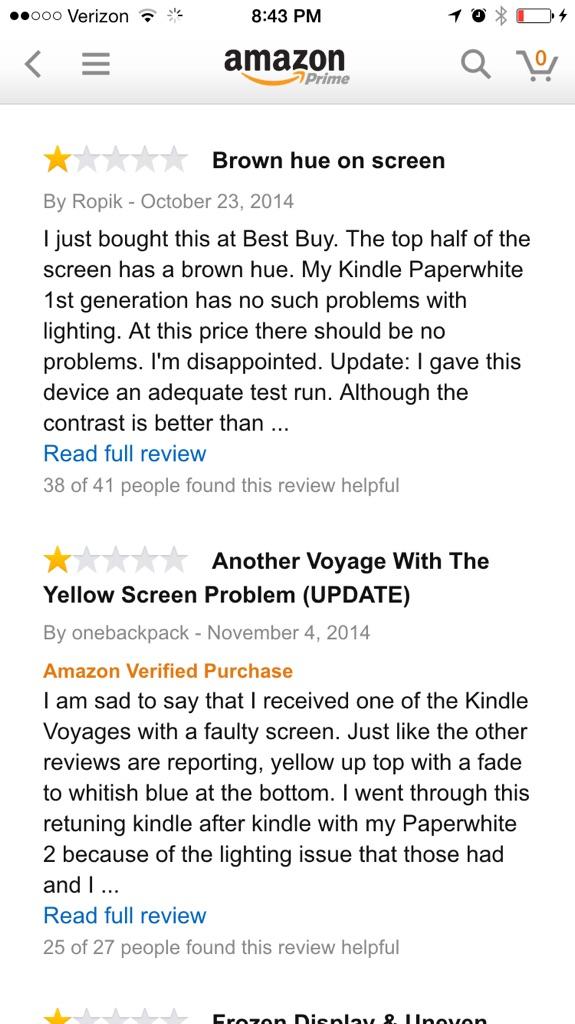 Verizon 8:43 PM
amazon
Prime
0
Brown hue on screen
By Ropik - October 23, 2014
I just bought this at Best Buy. The top half of the
screen has a brown hue. My Kindle Paperwhite
1st generation has no such problems with
lighting. At this price there should be no
problems. I'm disappointed. Update: I gave this
device an adequate test run. Although the
contrast is better than ...
Read full review
38 of 41 people found this review helpful
Another Voyage With The
Yellow Screen Problem (UPDATE)
By onebackpack - November 4, 2014
Amazon Verified Purchase
I am sad to say that I received one of the Kindle
Voyages with a faulty screen. Just like the other
reviews are reporting, yellow up top with a fade
to whitish blue at the bottom. I went through this
retuning kindle after kindle with my Paperwhite
2 because of the lighting issue that those had
and I ...
Read full review
25 of 27 people found this review helpful
Frozen Display & Uneven